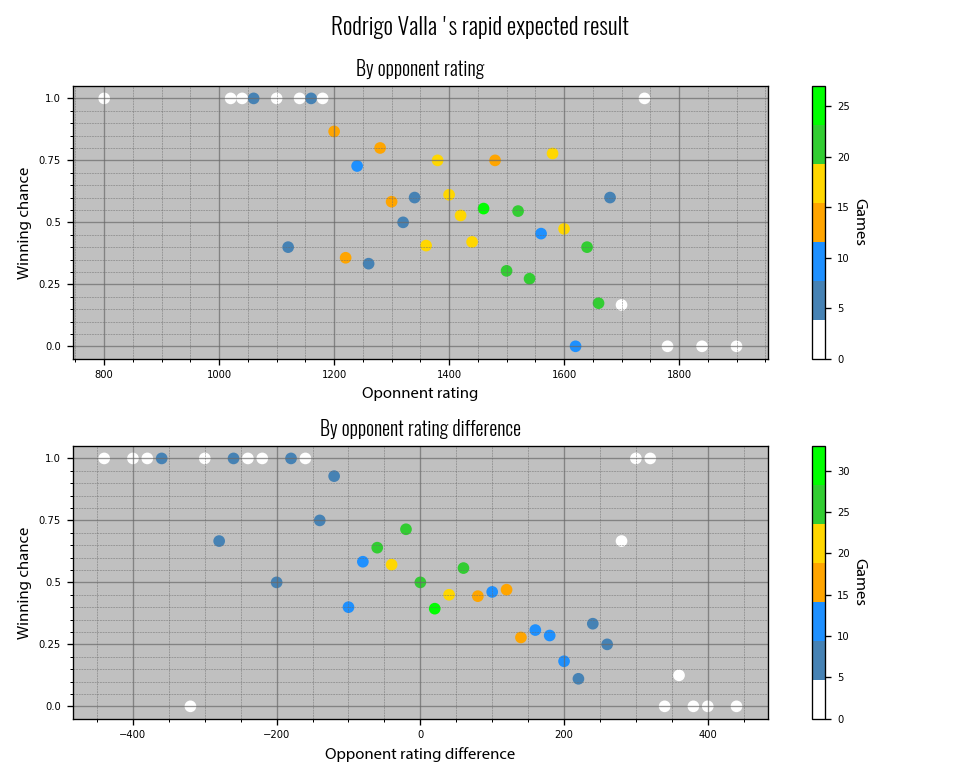 Rodrigo Valla 's rapid expected result
By opponent rating
1.0
0.75
0.5
0.25
0.0
Winning chance
800 1000 1200 1400 1600 1800
Oponnent rating
25
20
15
10
5
0
Games
By opponent rating difference
1.0
0.75
0.5
0.25
0.0
Winning chance
−400 −200 0 200 400
Opponent rating difference
30
25
20
15
10
5
0
Games